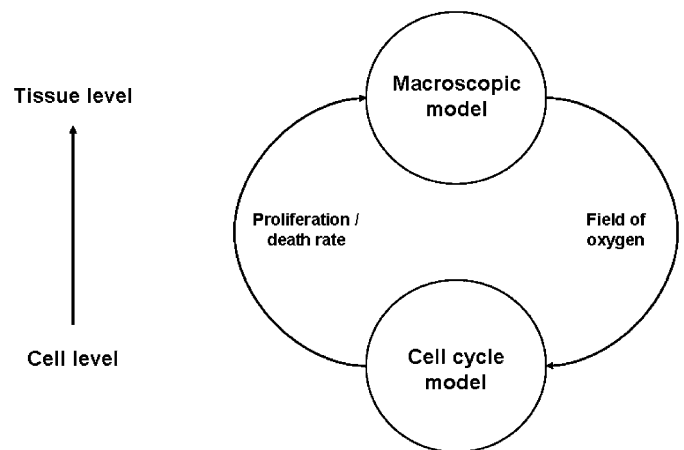 Tissue level
Macroscopic
model
Proliferation /
death rate
Field of
oxygen
Cell level
Cell cycle
model